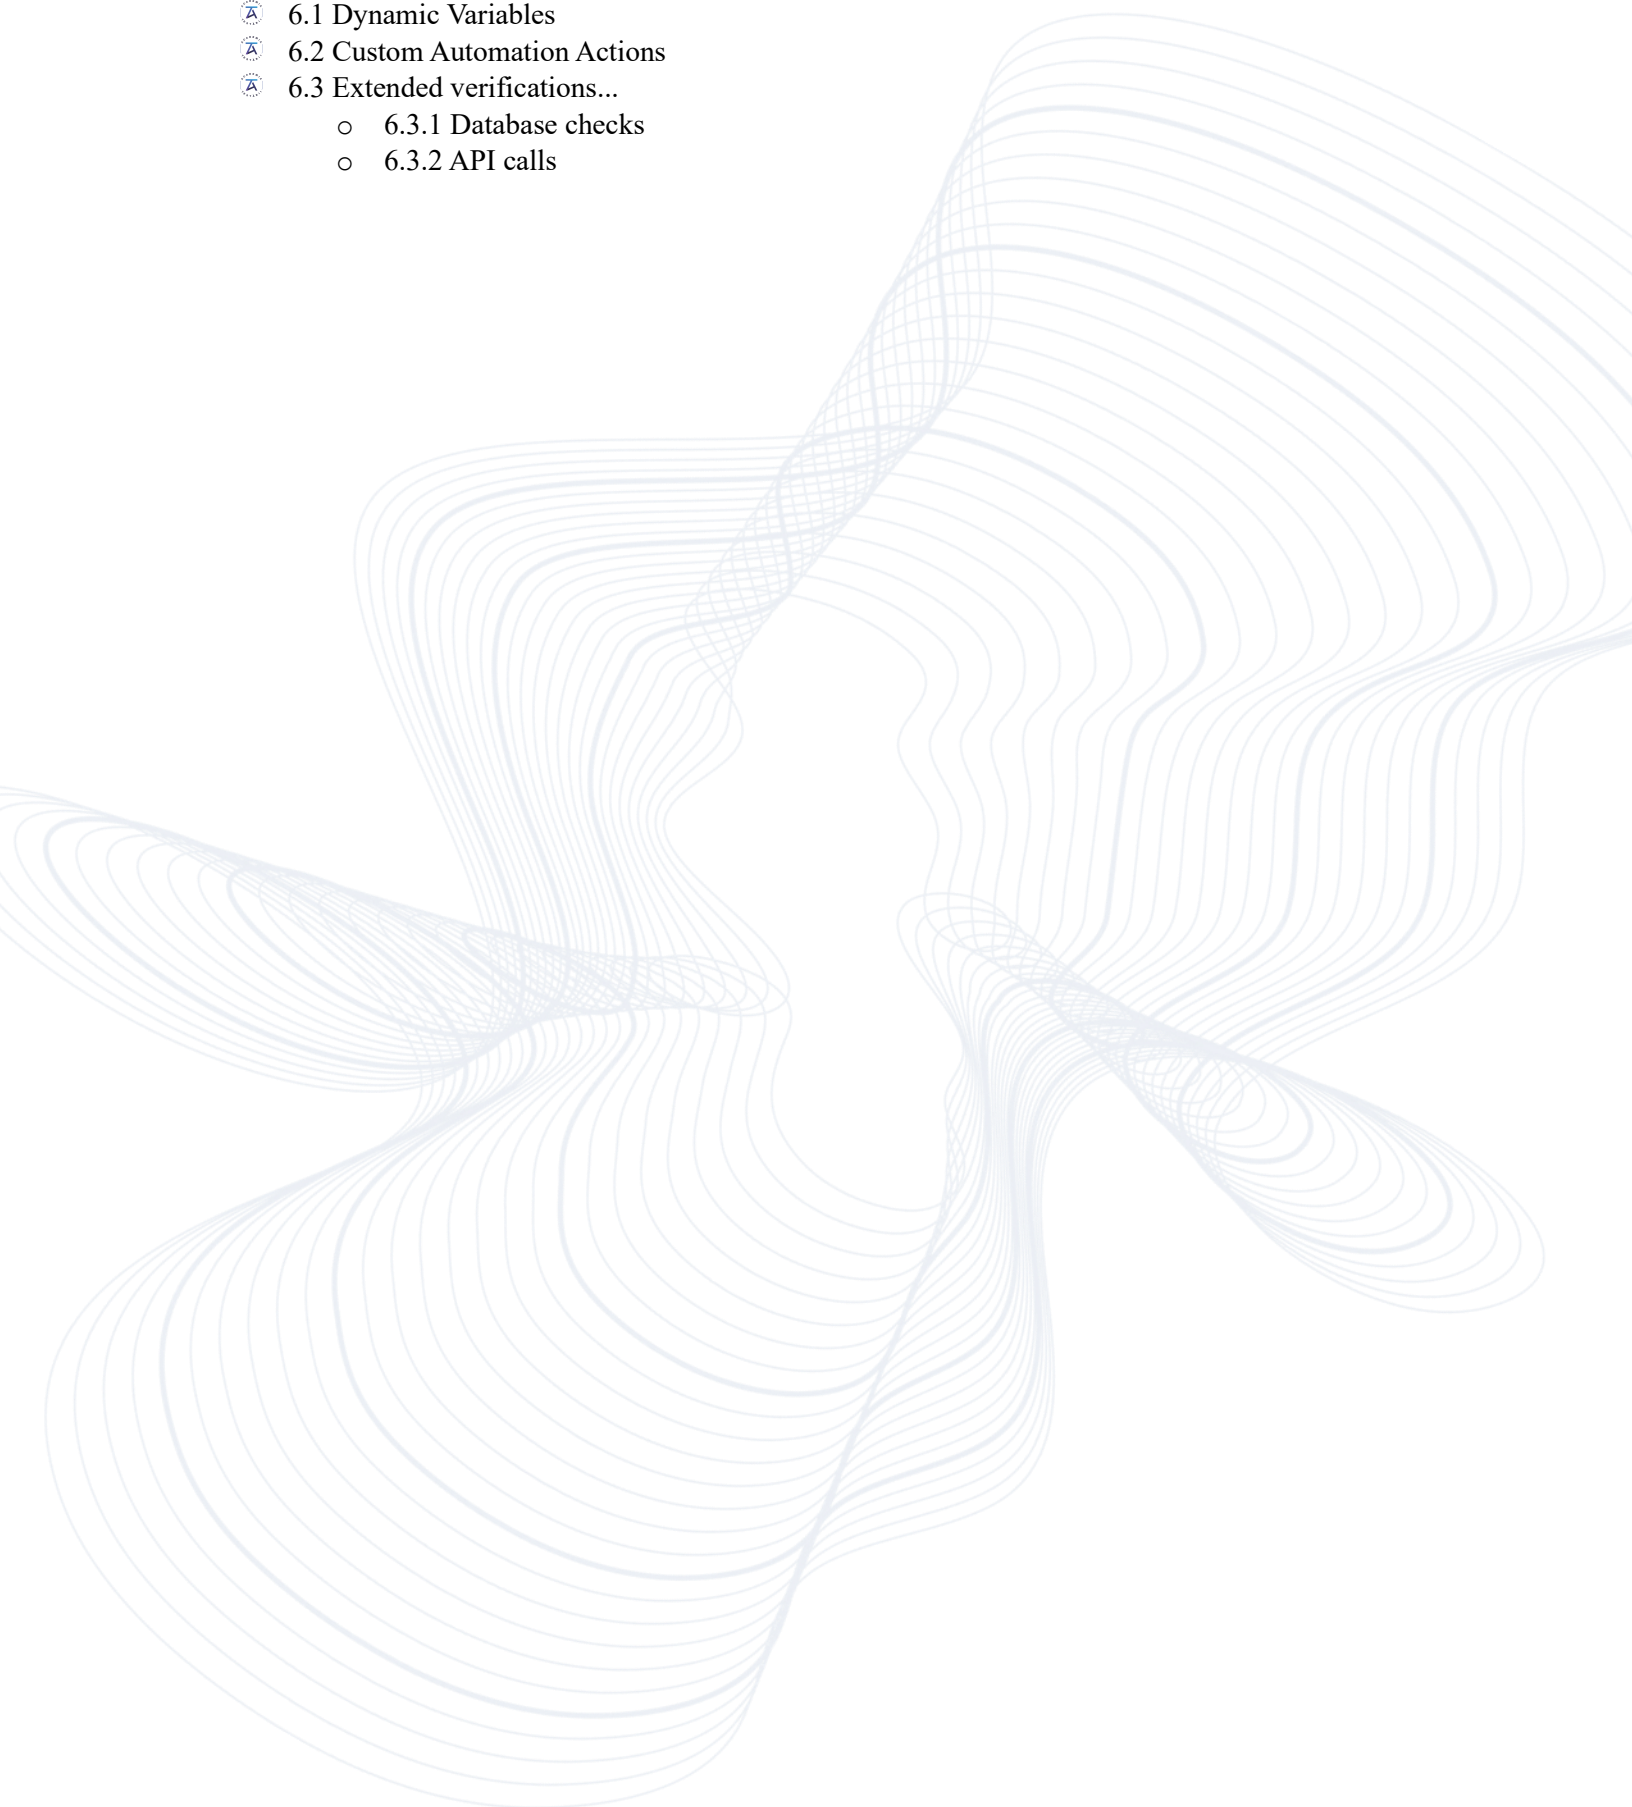 6.1 Dynamic Variables
6.2 Custom Automation Actions
6.3 Extended verifications...
o 6.3.1 Database checks
o 6.3.2 API calls